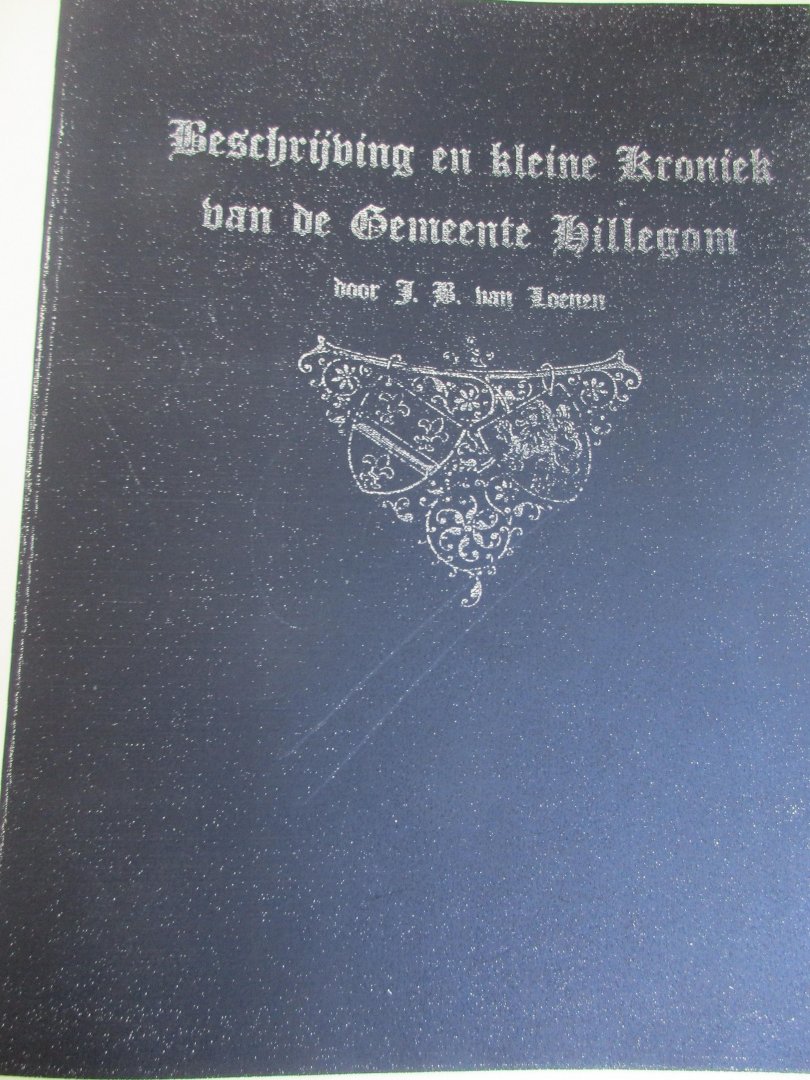 Beschrijving en kleine Kroniek
van de Gemeente Hillegom
door J. B. van Loenen